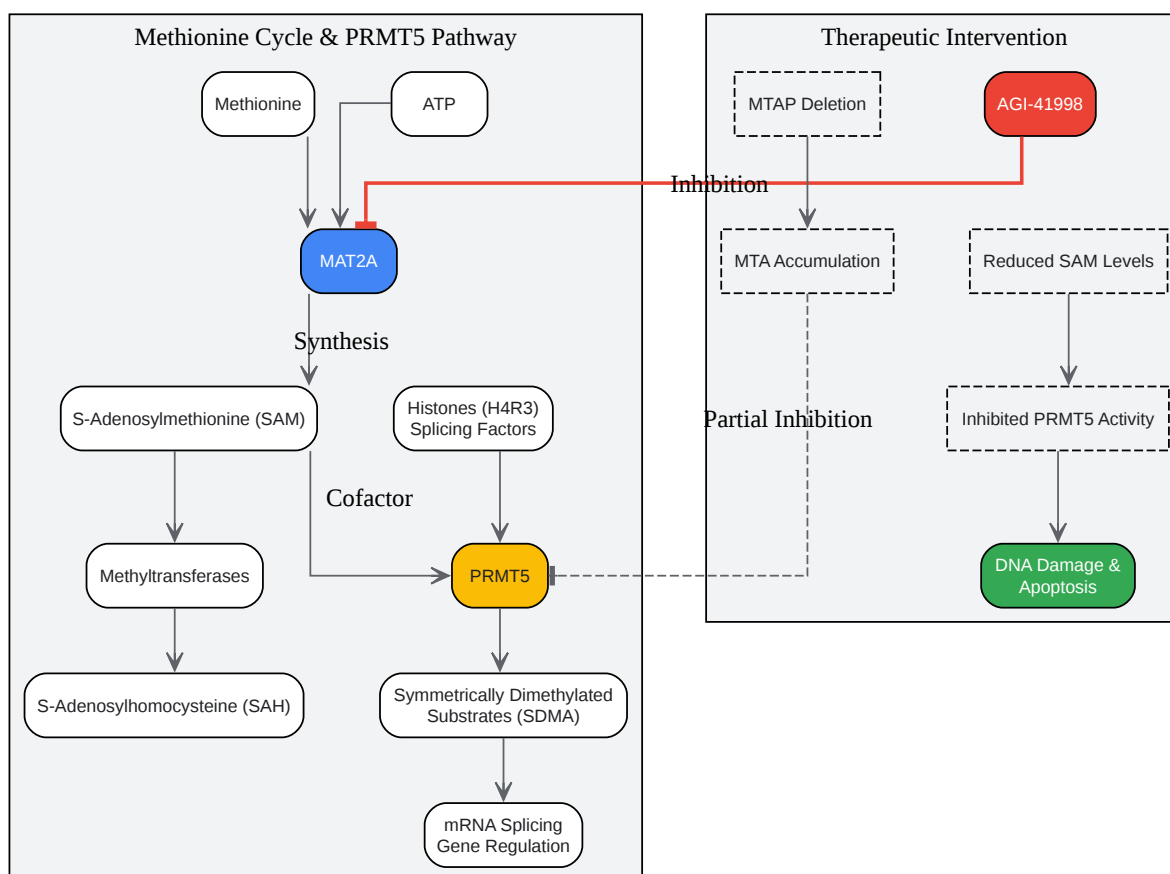 Methionine Cycle & PRMT5 Pathway
Methionine
ATP
MAT2A
Synthesis
S-Adenosylmethionine (SAM)
Histones (H4R3)
Splicing Factors
Cofactor
Methyltransferases
PRMT5
S-Adenosylhomocysteine (SAH)
Symmetrically Dimethylated
Substrates (SDMA)
mRNA Splicing
Gene Regulation
Therapeutic Intervention
MTAP Deletion
AGI-41998
Inhibition
MTA Accumulation
Reduced SAM Levels
Partial Inhibition
Inhibited PRMT5 Activity
DNA Damage &
Apoptosis